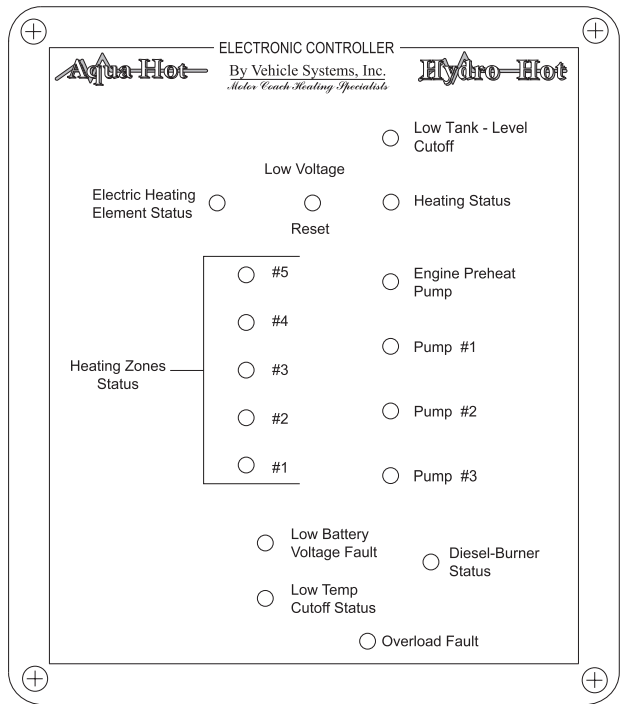 ELECTRONIC CONTROLLER
Aqua-Hot
By Vehicle Systems, Inc.
Motor Coach Heating Specialists
Hydro-Hot
Low Tank - Level
Cutoff
Low Voltage
Electric Heating
Element Status
Heating Status
Reset
#5
Engine Preheat
Pump
#4
Pump #1
Heating Zones
Status
#3
#2
Pump #2
#1
Pump #3
Low Battery
Voltage Fault
Diesel-Burner
Status
Low Temp
Cutoff Status
Overload Fault